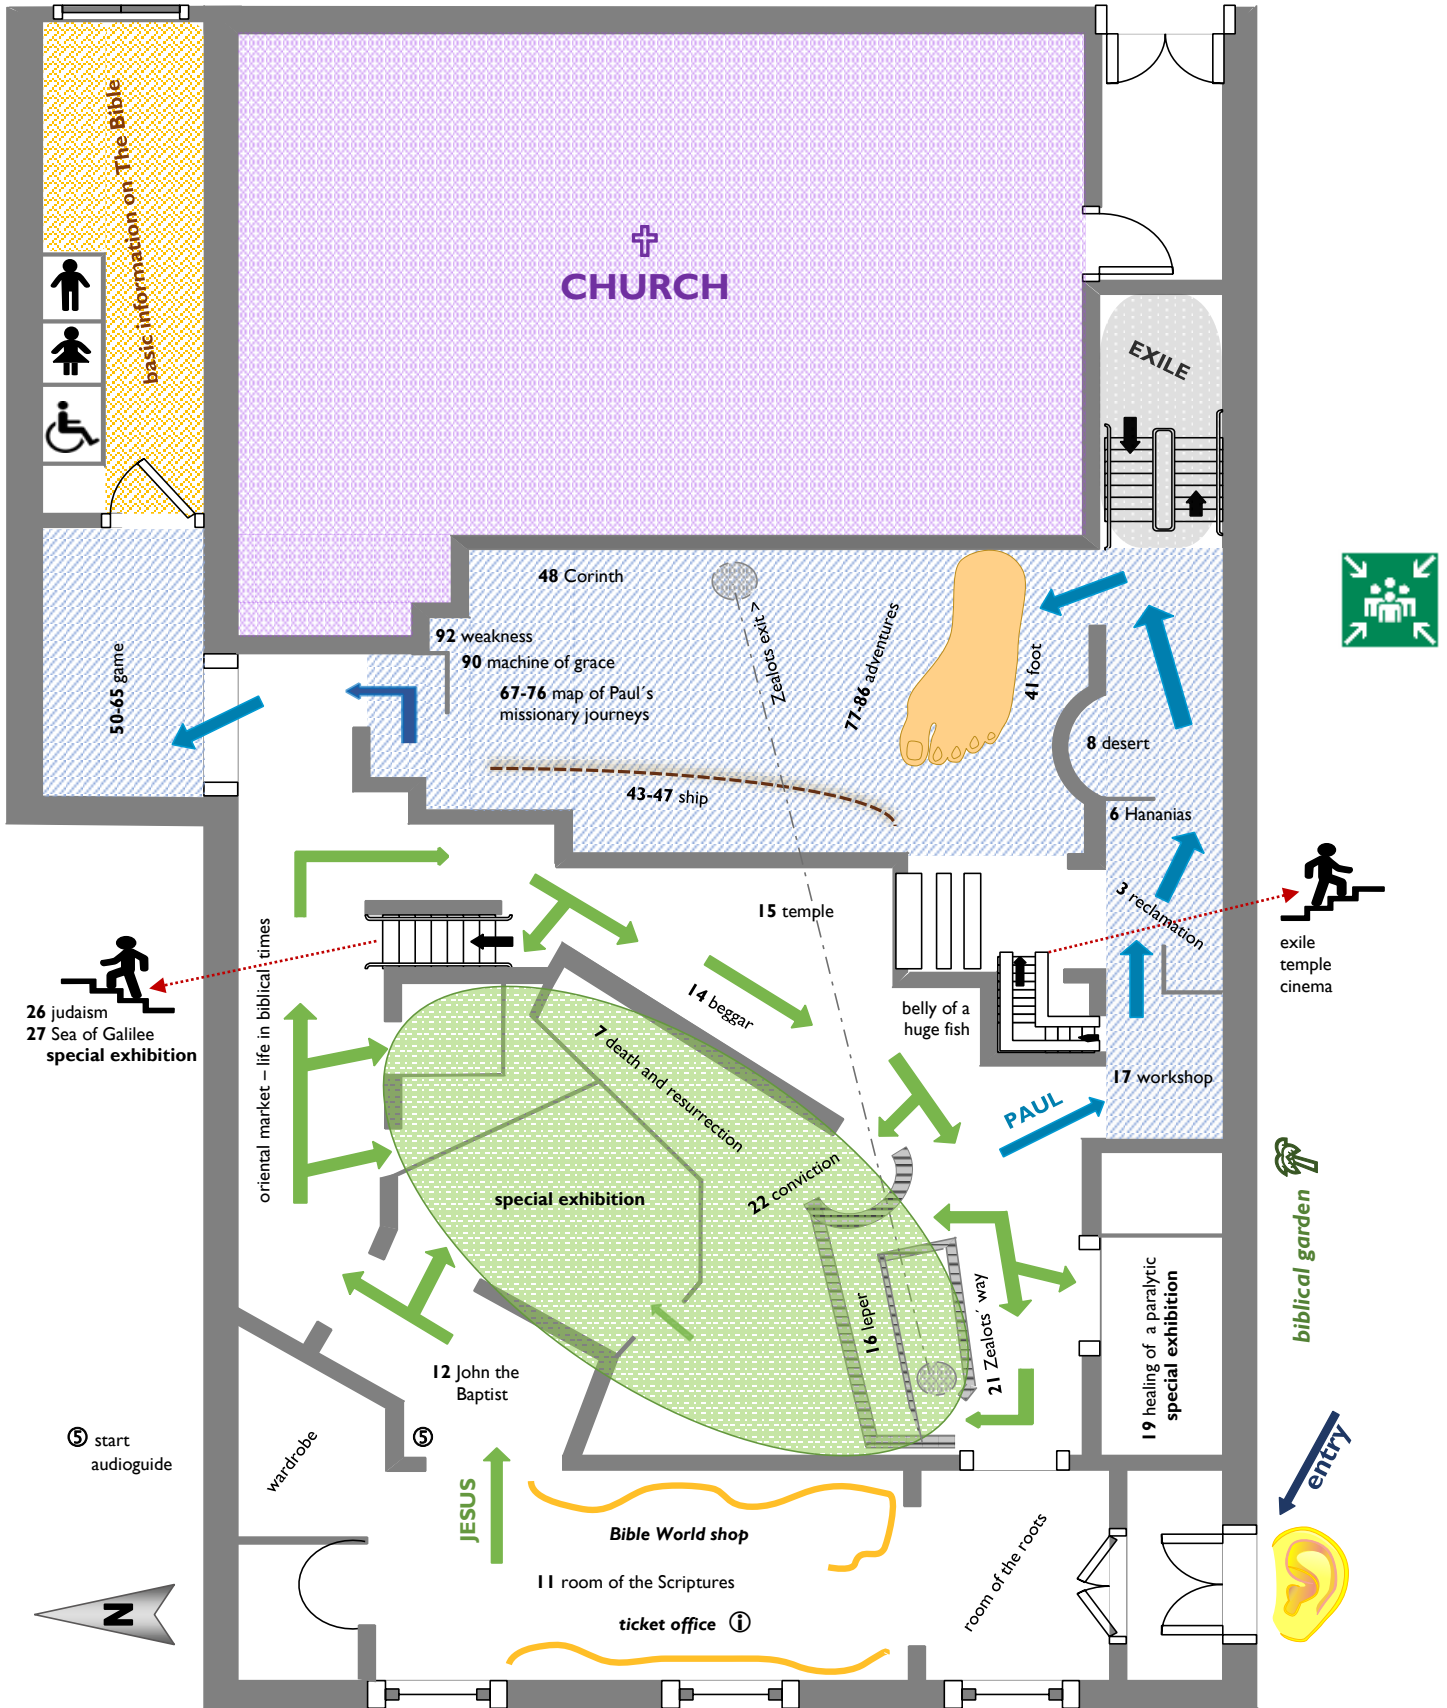 basic information on The Bible
CHURCH
EXILE
48 Corinth
92 weakness
90 machine of grace
67-76 map of Paul´s
missionary journeys
Zealots exit >
77-86 adventures
41 foot
50-65 game
8 desert
43-47 ship
6 Hananias
3 reclamation
15 temple
exile
temple
cinema
oriental market – life in biblical times
26 judaism
27 Sea of Galilee
special exhibition
14 beggar
belly of a
huge fish
7 death and resurrection
17 workshop
PAUL
22 conviction
special exhibition
biblical garden
16 leper
21 Zealots´ way
19 healing of a paralytic
special exhibition
12 John the
Baptist
5 start
audioguide
5
wardrobe
entry
JESUS
Bible World shop
11 room of the Scriptures
room of the roots
ticket office i
N